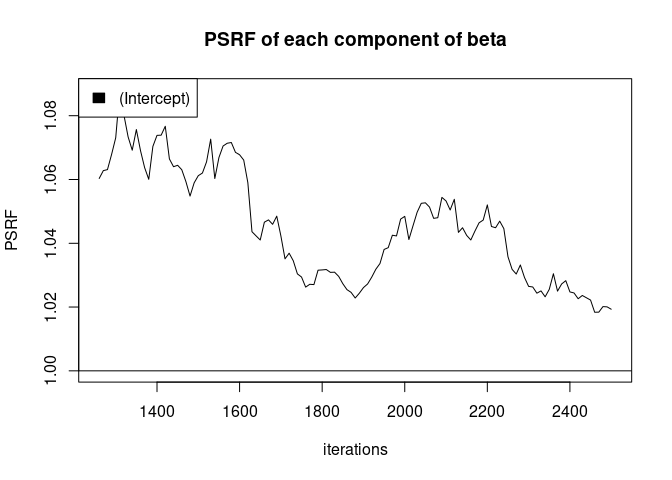 PSRF of each component of beta
(Intercept)
PSRF
1.08
1.06
1.04
1.02
1.00
1400 1600 1800 2000 2200 2400
iterations